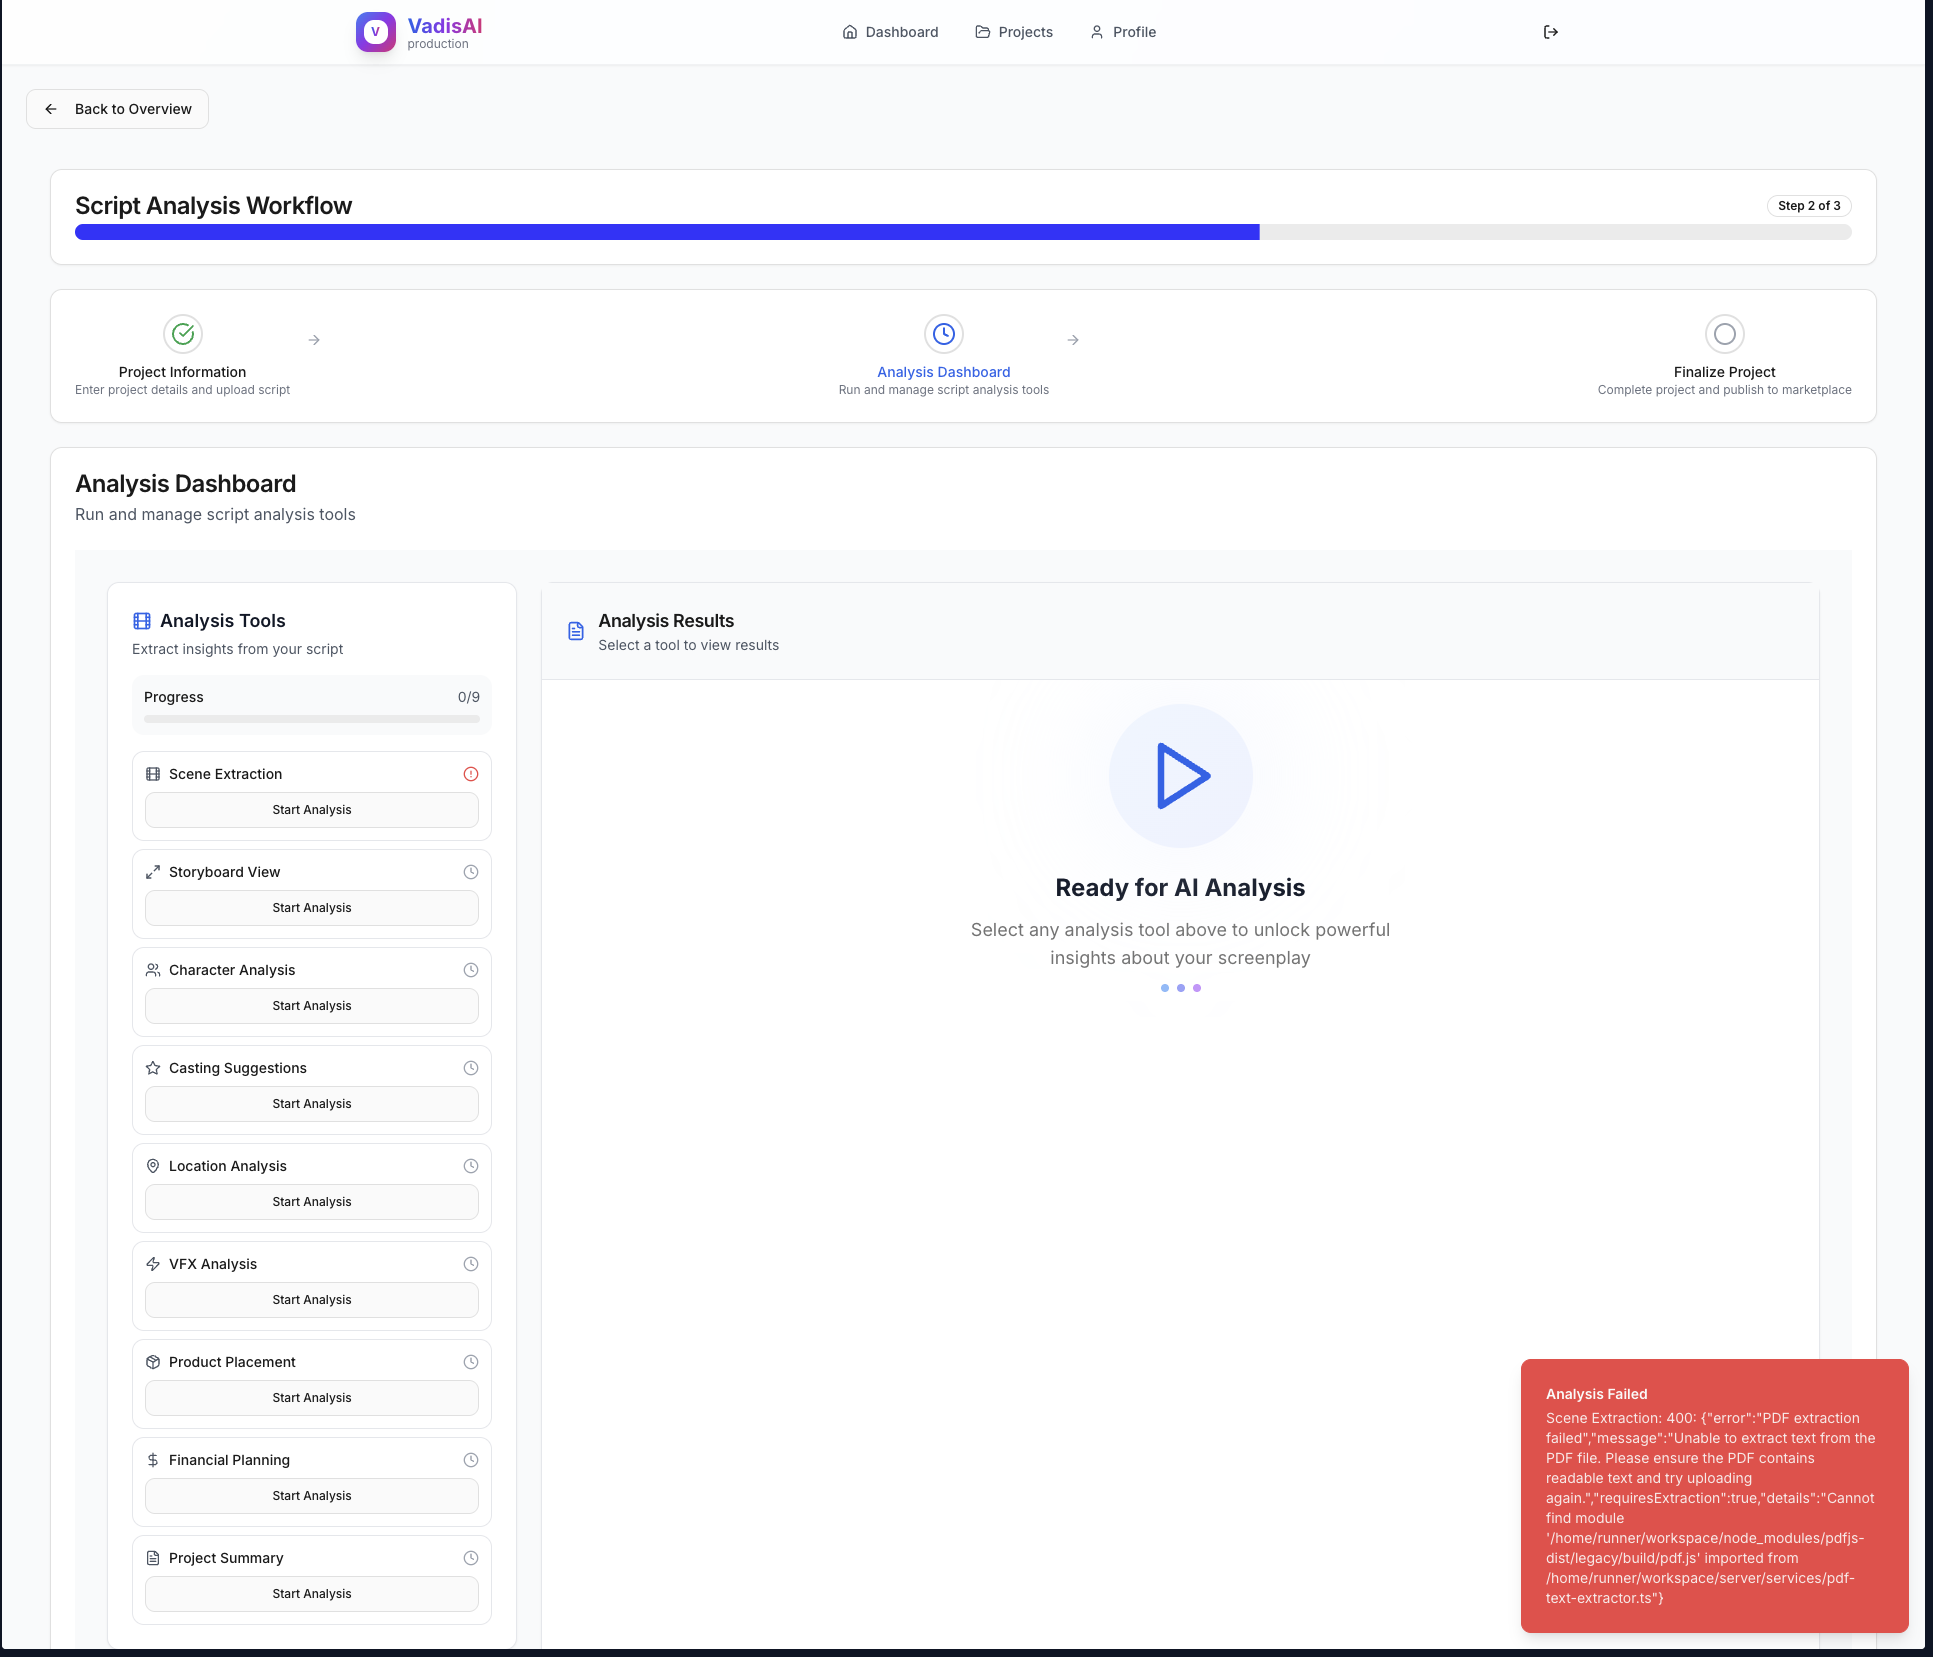 V
VadisAI
production
Dashboard
Projects
Profile
Back to Overview
Script Analysis Workflow
Step 2 of 3
Project Information
Enter project details and upload script
Analysis Dashboard
Run and manage script analysis tools
Finalize Project
Complete project and publish to marketplace
Analysis Dashboard
Run and manage script analysis tools
Analysis Tools
Extract insights from your script
Progress
0/9
Scene Extraction
Start Analysis
Storyboard View
Start Analysis
Character Analysis
Start Analysis
Casting Suggestions
Start Analysis
Location Analysis
Start Analysis
VFX Analysis
Start Analysis
Product Placement
Start Analysis
Financial Planning
Start Analysis
Project Summary
Start Analysis
Analysis Results
Select a tool to view results
Ready for AI Analysis
Select any analysis tool above to unlock powerful
insights about your screenplay
Analysis Failed
Scene Extraction: 400: {"error":"PDF extraction
failed","message":"Unable to extract text from the
PDF file. Please ensure the PDF contains
readable text and try uploading
again.","requiresExtraction":true,"details":"Cannot
find module
'/home/runner/workspace/node_modules/pdfjs-
dist/legacy/build/pdf.js' imported from
/home/runner/workspace/server/services/pdf-
text-extractor.ts"}